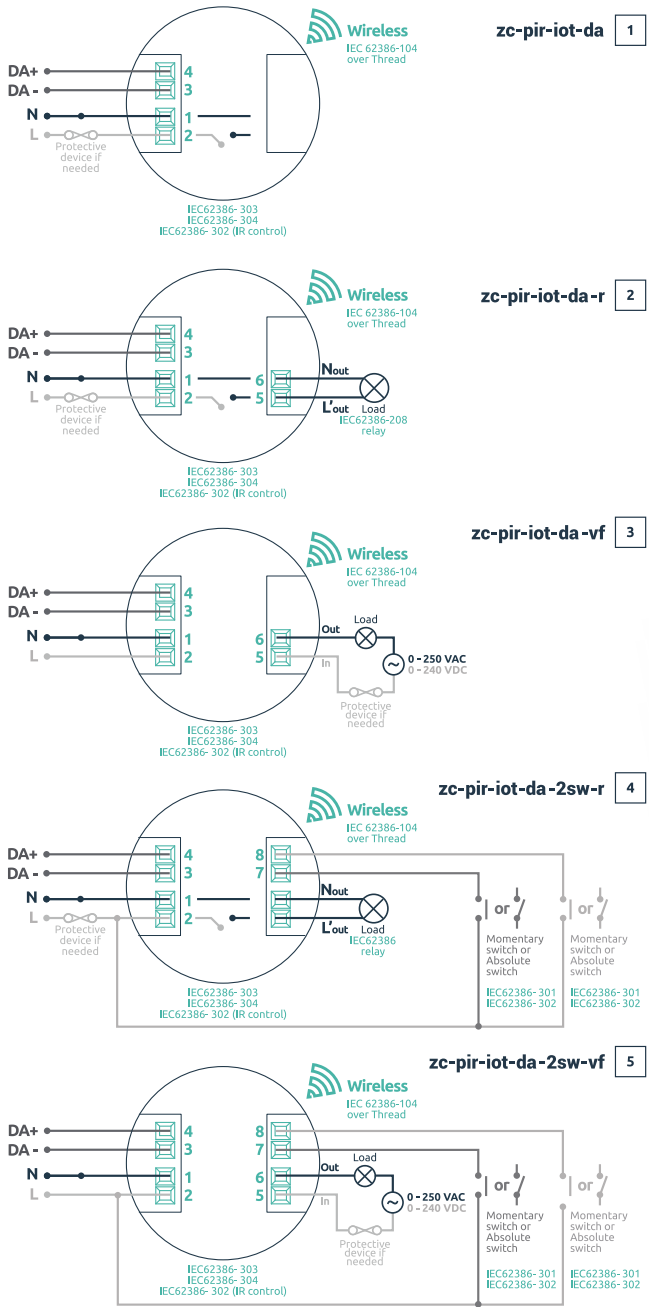 zc-pir-iot-da 1
Wireless
IEC 62386-104
over Thread
DA+
DA -
N
L
4
3
1
2
Protective
device if
needed
IEC62386-303
IEC62386-304
IEC62386-302 (IR control)
zc-pir-iot-da-r 2
Wireless
IEC 62386-104
over Thread
DA+
DA -
N
L
4
3
1
2
6
5
Nout
L'out
Load
IEC62386-208
relay
Protective
device if
needed
IEC62386-303
IEC62386-304
IEC62386-302 (IR control)
zc-pir-iot-da-vf 3
Wireless
IEC 62386-104
over Thread
DA+
DA -
N
L
4
3
1
2
6
5
Out
In
Load
0 - 250 VAC
0 - 240 VDC
Protective
device if
needed
IEC62386-303
IEC62386-304
IEC62386-302 (IR control)
zc-pir-iot-da-2sw-r 4
Wireless
IEC 62386-104
over Thread
DA+
DA -
N
L
4
3
1
2
8
7
Nout
L'out
Load
IEC62386
relay
Protective
device if
needed
or
Momentary
switch or
Absolute
switch
IEC62386-301
IEC62386-302
or
Momentary
switch or
Absolute
switch
IEC62386-301
IEC62386-302
IEC62386-303
IEC62386-304
IEC62386-302 (IR control)
zc-pir-iot-da-2sw-vf 5
Wireless
IEC 62386-104
over Thread
DA+
DA -
N
L
4
3
1
2
8
7
6
5
Out
In
Load
0 - 250 VAC
0 - 240 VDC
Protective
device if
needed
or
Momentary
switch or
Absolute
switch
IEC62386-301
IEC62386-302
or
Momentary
switch or
Absolute
switch
IEC62386-301
IEC62386-302
IEC62386-303
IEC62386-304
IEC62386-302 (IR control)